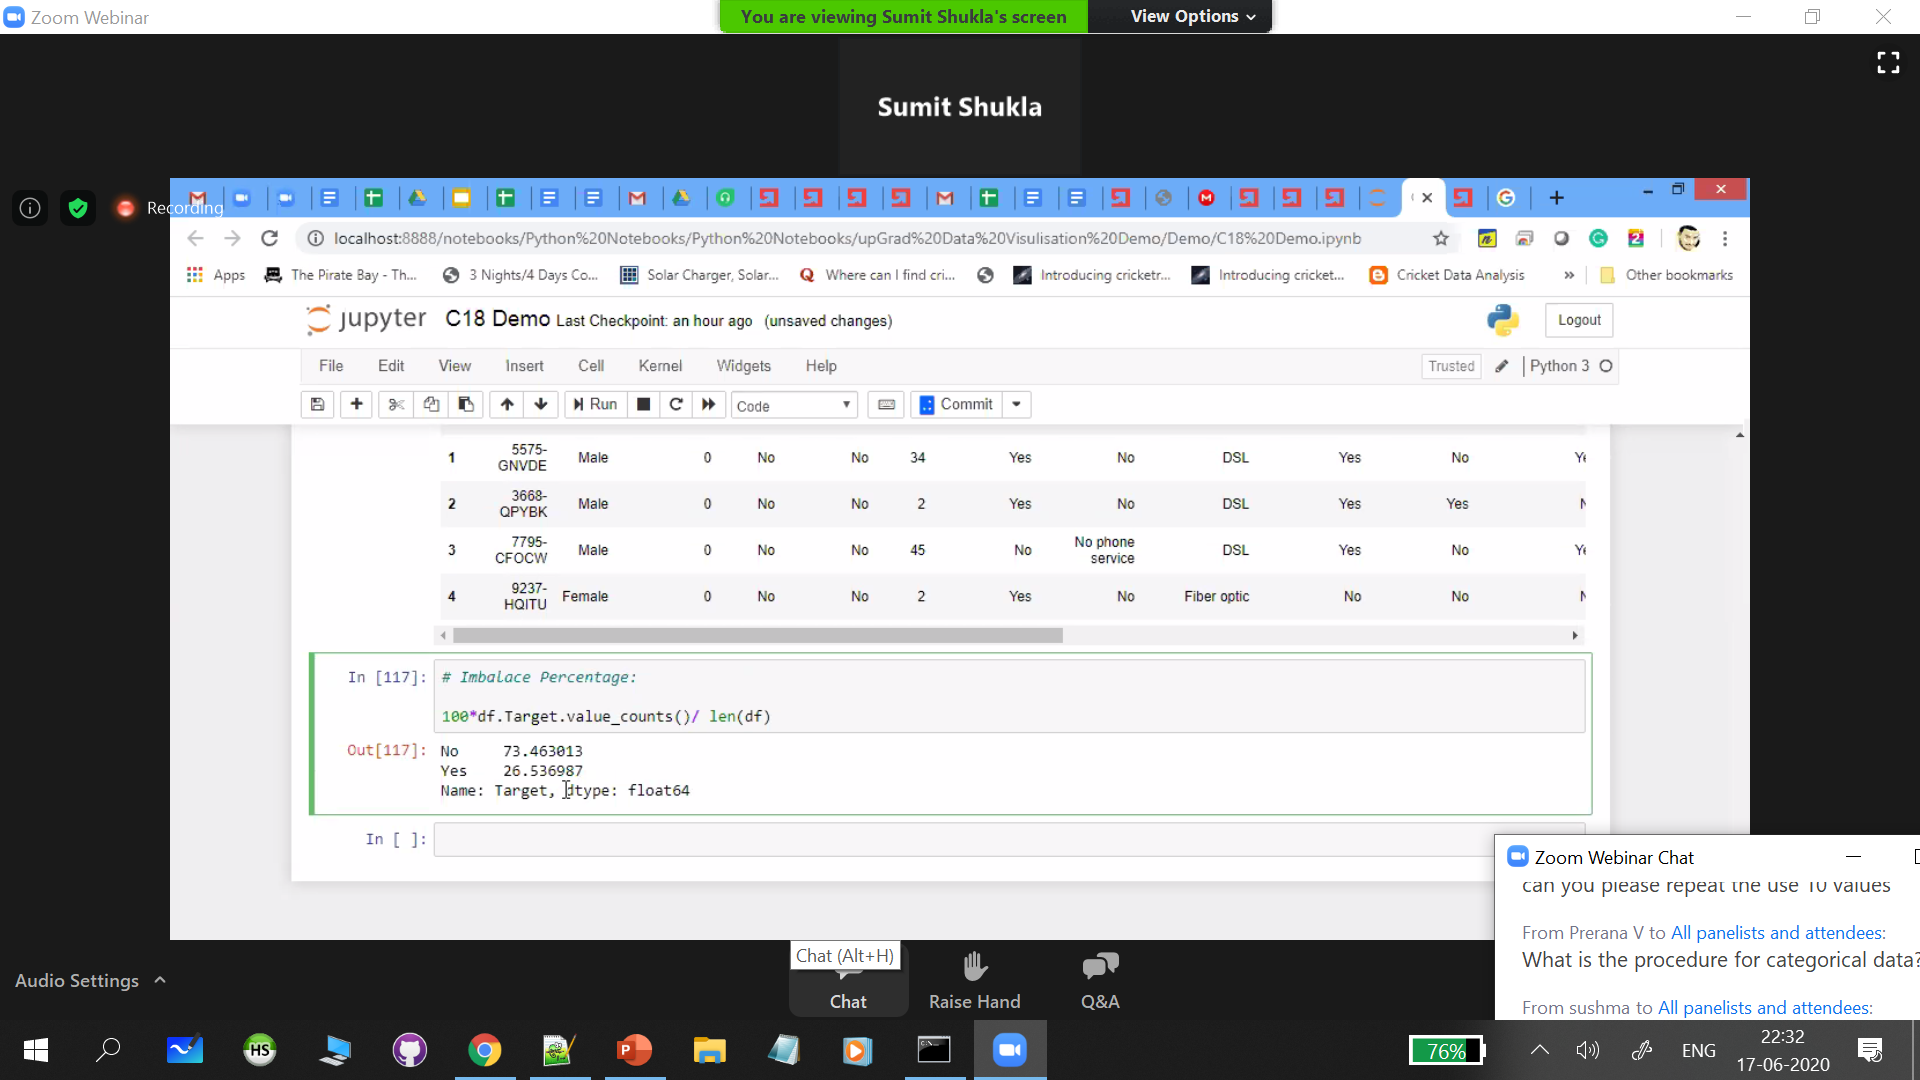 Zoom Webinar
You are viewing Sumit Shukla's screen
View Options
Sumit Shukla
Recording
localhost:8888/notebooks/Python%20Notebooks/Python%20Notebooks/upGrad%20Data%20Visulisation%20Demo/Demo/C18%20Demo.ipynb
Apps
The Pirate Bay - Th...
3 Nights/4 Days Co...
Solar Charger, Solar...
Where can I find cri...
Introducing cricketr...
Introducing cricket...
Cricket Data Analysis
»
Other bookmarks
jupyter C18 Demo Last Checkpoint: an hour ago (unsaved changes)
Logout
File Edit View Insert Cell Kernel Widgets Help
Trusted
Python 3
Run
Code
Commit
1 5575-GNVDE Male 0 No No 34 Yes No DSL Yes No
2 3668-QPYBK Male 0 No No 2 Yes No DSL Yes Yes
3 7795-CFOCW Male 0 No No 45 No No phone service DSL Yes No
4 9237-HQITU Female 0 No No 2 Yes No Fiber optic No No
In [117]: # Imbalace Percentage:
100*df.Target.value_counts()/ len(df)
Out[117]: No 73.463013
Yes 26.536987
Name: Target, dtype: float64
In [ ]:
Zoom Webinar Chat
can you please repeat the use 10 values
From Prerana V to All panelists and attendees:
What is the procedure for categorical data?
From sushma to All panelists and attendees:
Chat (Alt+H)
Audio Settings
Chat
Raise Hand
Q&A
HS
76%
ENG
22:32
17-06-2020